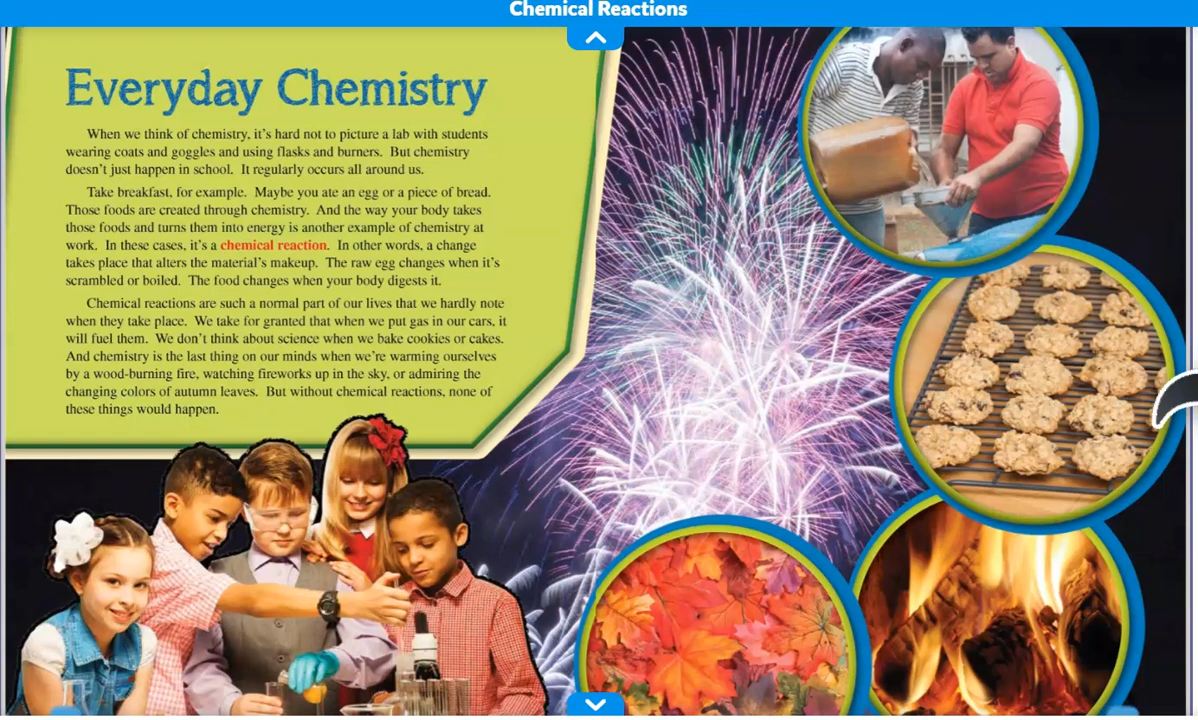 Chemical Reactions
Everyday Chemistry
When we think of chemistry, it's hard not to picture a lab with students
wearing coats and goggles and using flasks and burners. But chemistry
doesn't just happen in school. It regularly occurs all around us.
Take breakfast, for example. Maybe you ate an egg or a piece of bread.
Those foods are created through chemistry. And the way your body takes
those foods and turns them into energy is another example of chemistry at
work. In these cases, it's a chemical reaction. In other words, a change
takes place that alters the material's makeup. The raw egg changes when it's
scrambled or boiled. The food changes when your body digests it.
Chemical reactions are such a normal part of our lives that we hardly note
when they take place. We take for granted that when we put gas in our cars, it
will fuel them. We don't think about science when we bake cookies or cakes.
And chemistry is the last thing on our minds when we're warming ourselves
by a wood-burning fire, watching fireworks up in the sky, or admiring the
changing colors of autumn leaves. But without chemical reactions, none of
these things would happen.